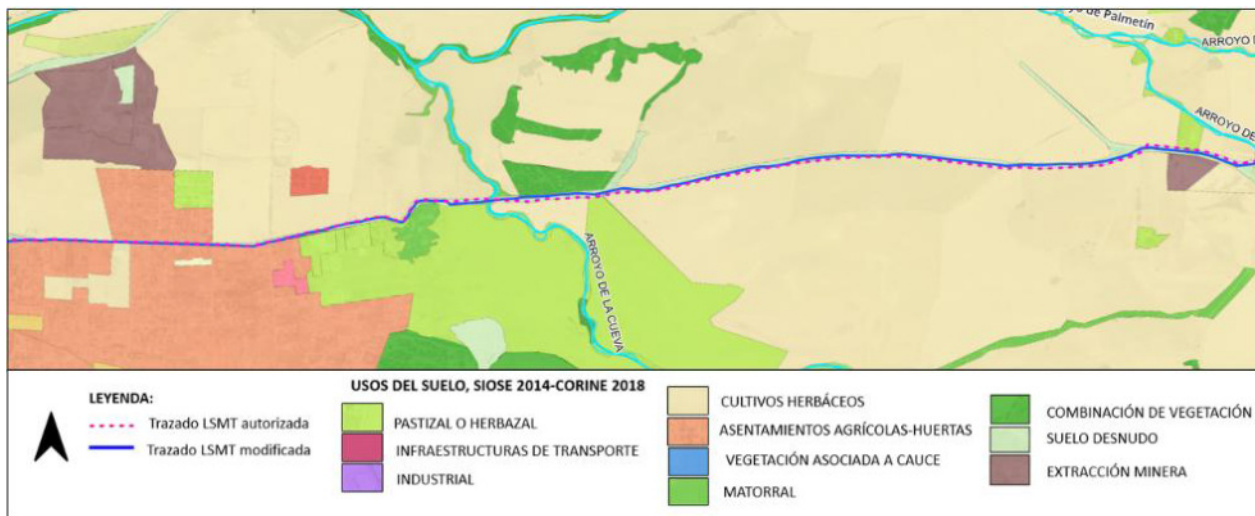 de Palmetín
ARROYO D
ARROYO DE
ARROYO DE LA CUEVA
LEYENDA:
Trazado LSMT autorizada
Trazado LSMT modificada
USOS DEL SUELO, SIOSE 2014-CORINE 2018
PASTIZAL O HERBAZAL
INFRAESTRUCTURAS DE TRANSPORTE
INDUSTRIAL
CULTIVOS HERBÁCEOS
ASENTAMIENTOS AGRÍCOLAS-HUERTAS
VEGETACIÓN ASOCIADA A CAUCE
MATORRAL
COMBINACIÓN DE VEGETACIÓN
SUELO DESNUDO
EXTRACCIÓN MINERA